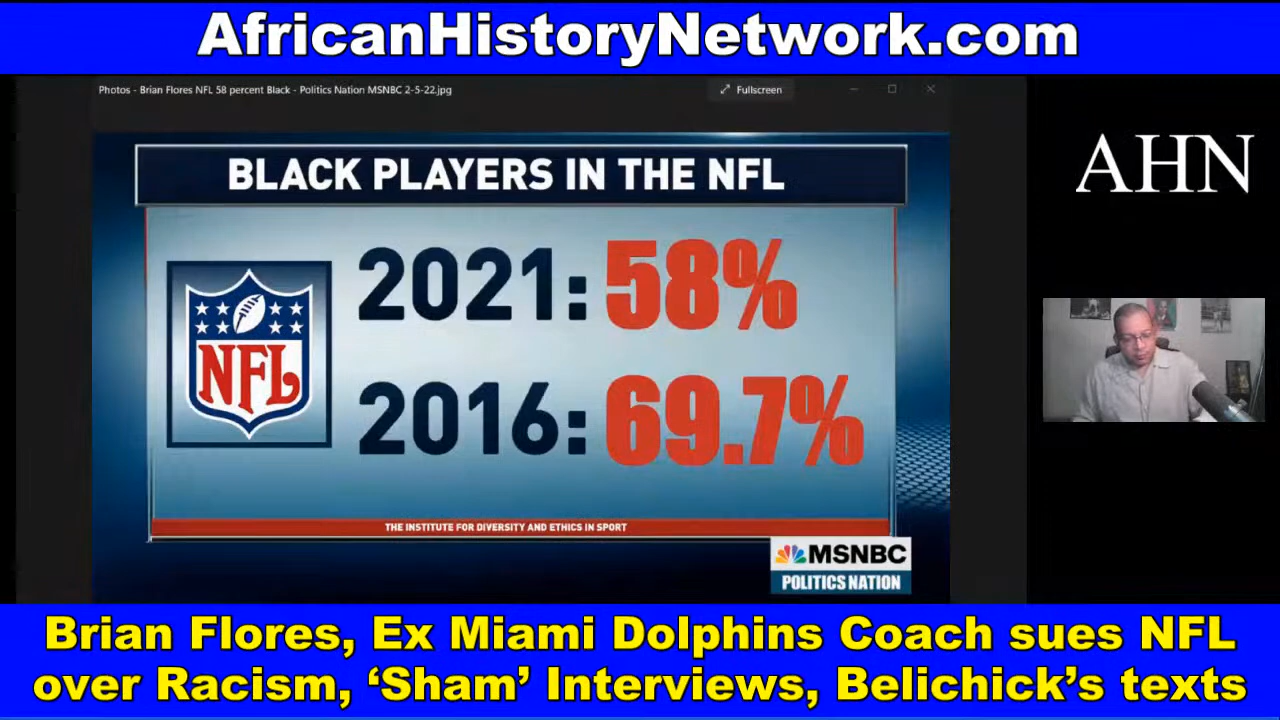 AfricanHistoryNetwork.com
Photos - Brian Flores NFL 58 percent Black - Politics Nation MSNBC 2-5-22.jpg
Fullscreen
AHN
BLACK PLAYERS IN THE NFL
2021: 58%
NFL
2016: 69.7%
THE INSTITUTE FOR DIVERSITY AND ETHICS IN SPORT
MSNBC
POLITICS NATION
Brian Flores, Ex Miami Dolphins Coach sues NFL
over Racism, ‘Sham’ Interviews, Belichick’s texts